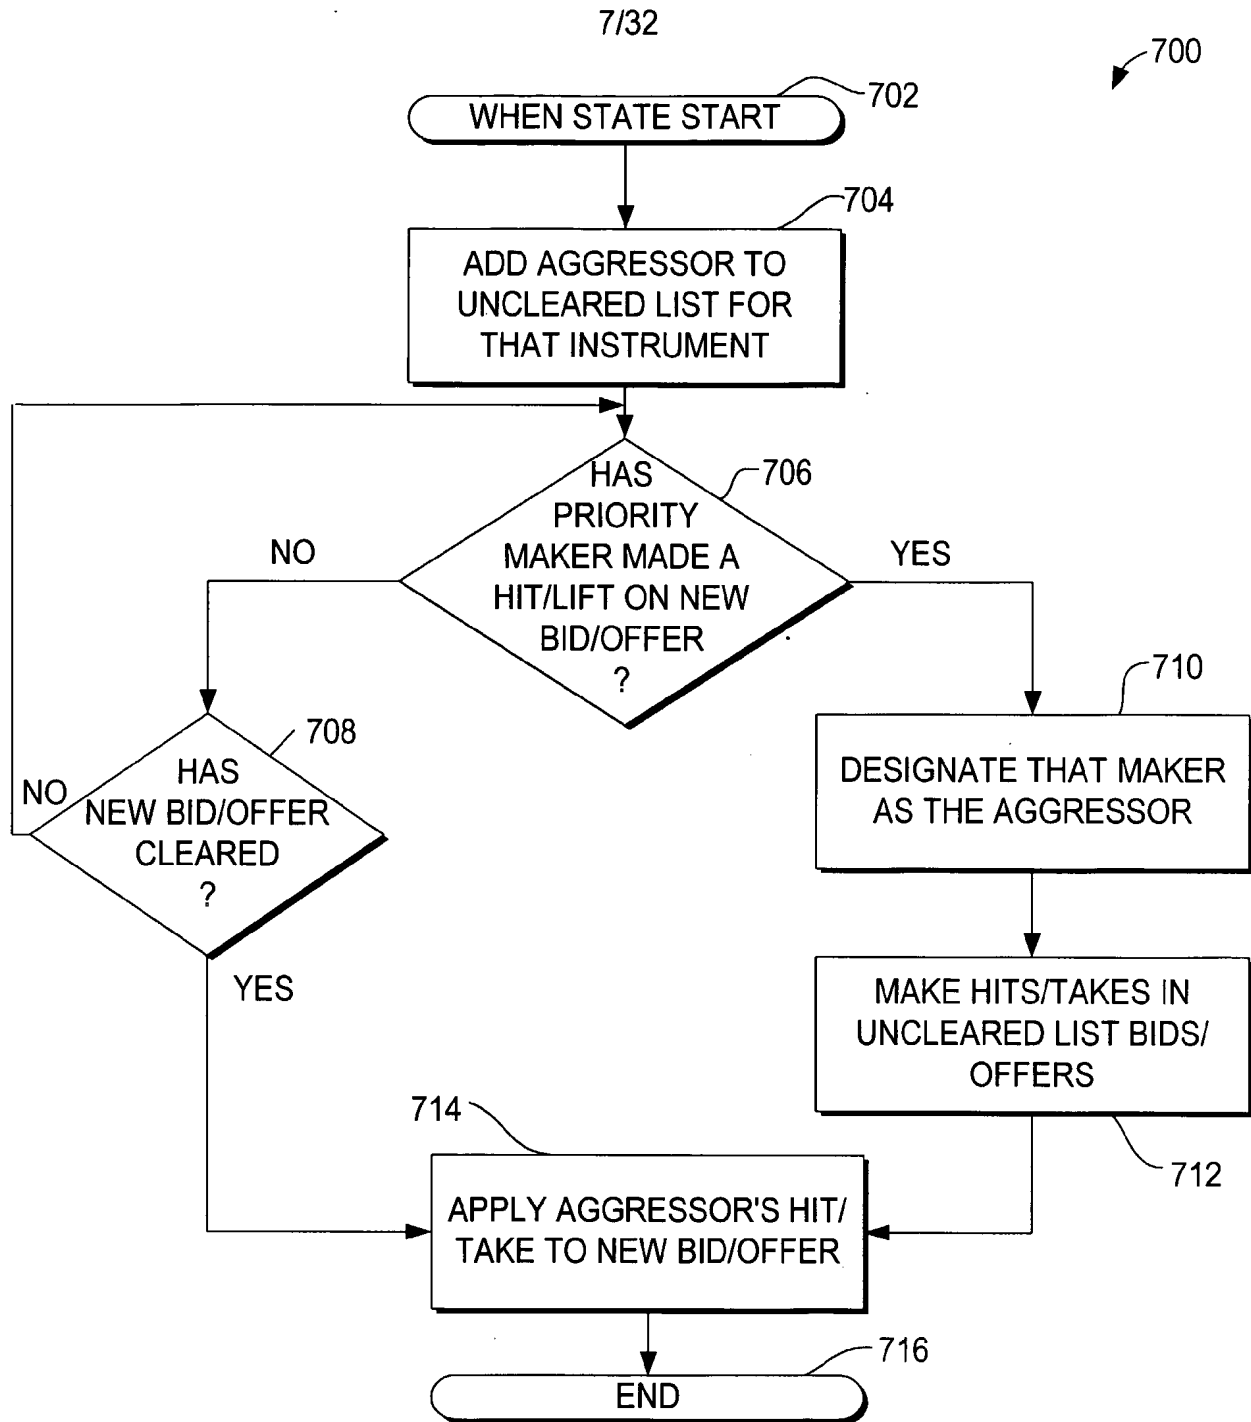 7/32
700
702
WHEN STATE START
704
ADD AGGRESSOR TO
UNCLEARED LIST FOR
THAT INSTRUMENT
706
HAS
PRIORITY
MAKER MADE A
HIT/LIFT ON NEW
BID/OFFER
?
NO
YES
708
HAS
NEW BID/OFFER
CLEARED
?
NO
YES
710
DESIGNATE THAT MAKER
AS THE AGGRESSOR
MAKE HITS/TAKES IN
UNCLEARED LIST BIDS/
OFFERS
712
714
APPLY AGGRESSOR'S HIT/
TAKE TO NEW BID/OFFER
716
END